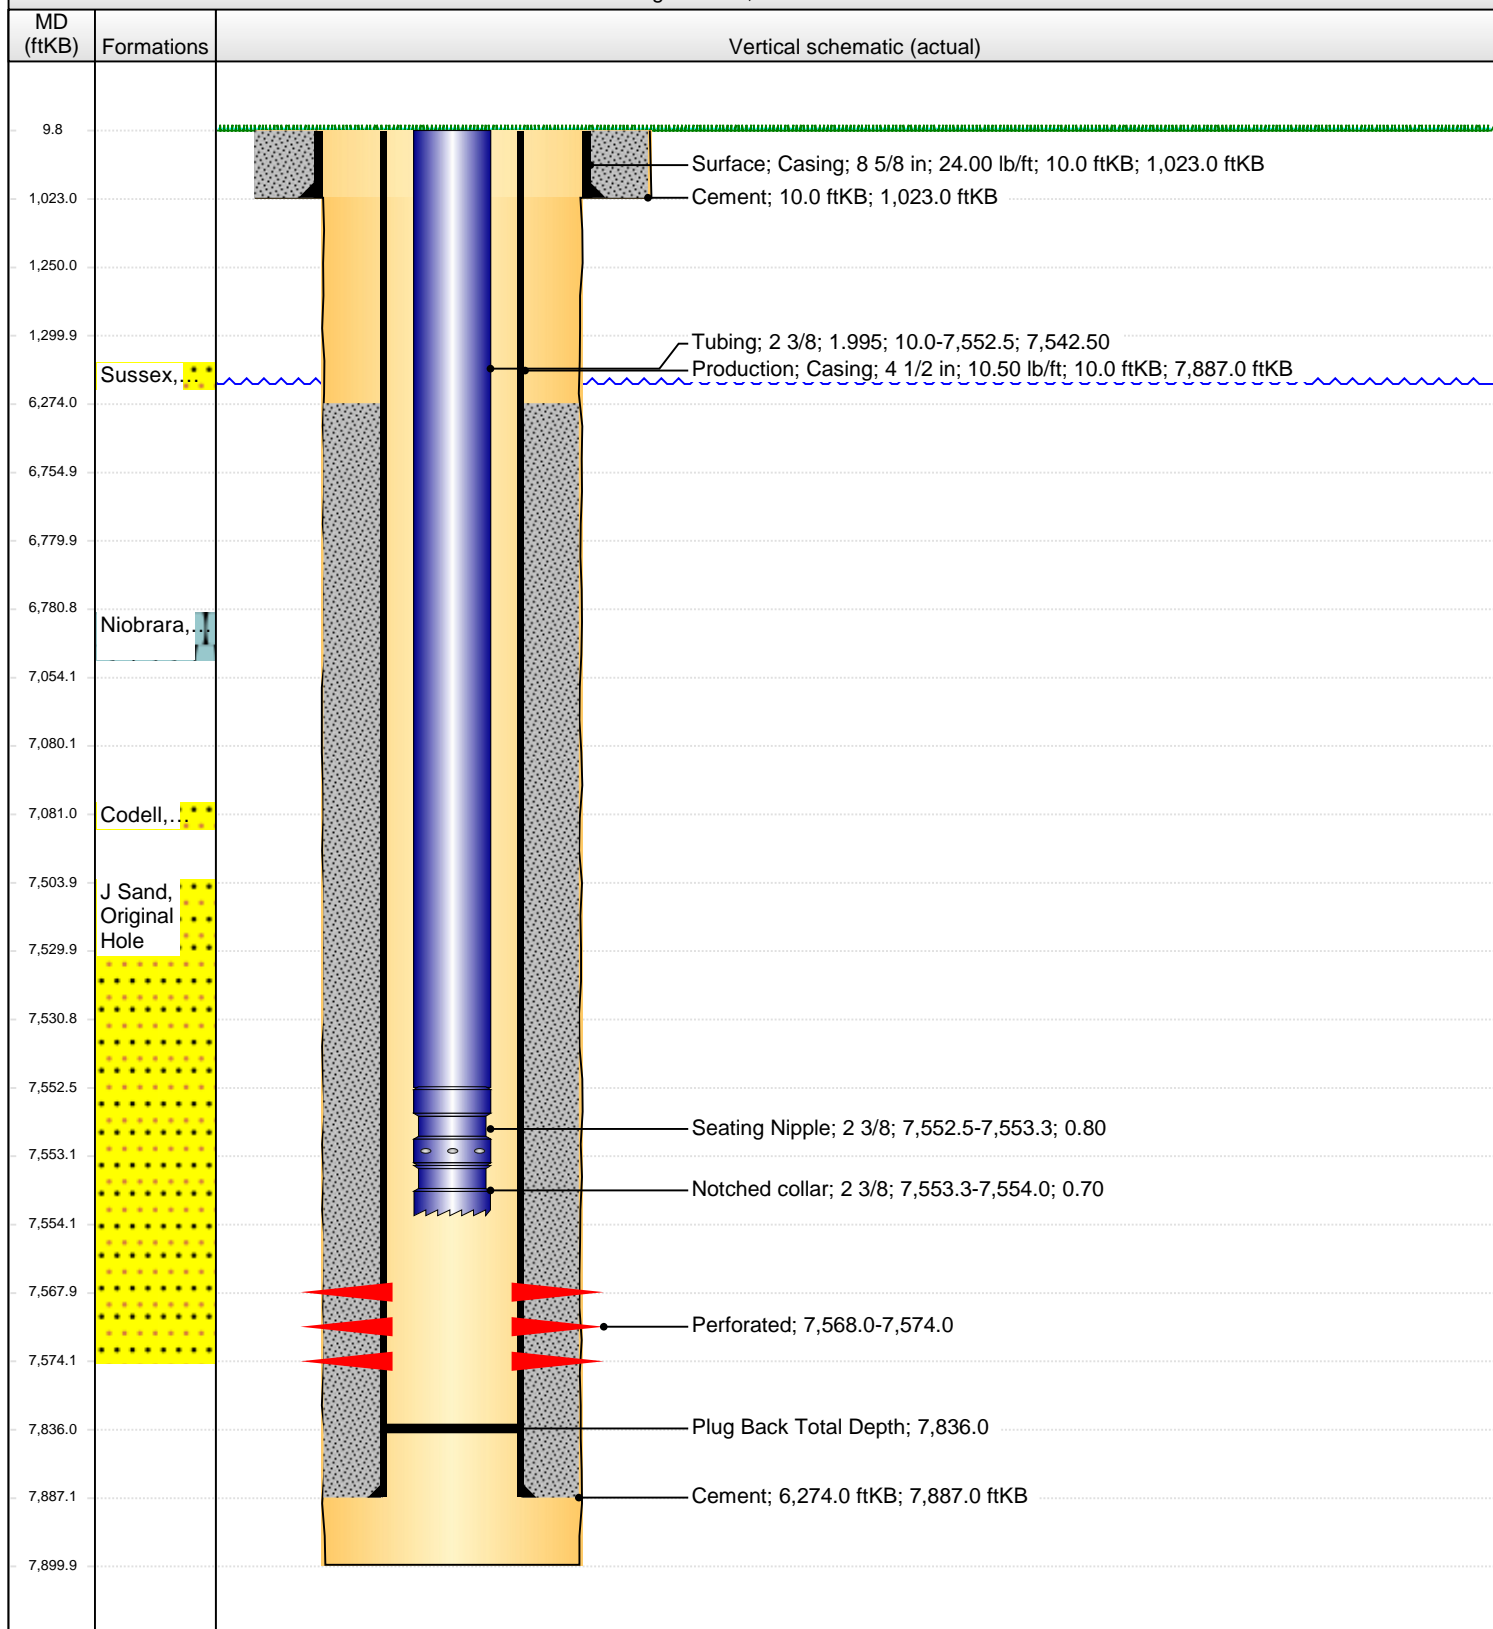 MD
(ftKB)
Formations
Vertical schematic (actual)
9.8
Surface; Casing; 8 5/8 in; 24.00 lb/ft; 10.0 ftKB; 1,023.0 ftKB
1,023.0
Cement; 10.0 ftKB; 1,023.0 ftKB
1,250.0
1,299.9
Tubing; 2 3/8; 1.995; 10.0-7,552.5; 7,542.50
Sussex,...
Production; Casing; 4 1/2 in; 10.50 lb/ft; 10.0 ftKB; 7,887.0 ftKB
6,274.0
6,754.9
6,779.9
6,780.8
Niobrara,...
7,054.1
7,080.1
7,081.0
Codell,...
7,503.9
J Sand,
Original
Hole
7,529.9
7,530.8
7,552.5
Seating Nipple; 2 3/8; 7,552.5-7,553.3; 0.80
7,553.1
Notched collar; 2 3/8; 7,553.3-7,554.0; 0.70
7,554.1
7,567.9
Perforated; 7,568.0-7,574.0
7,574.1
7,836.0
Plug Back Total Depth; 7,836.0
7,887.1
Cement; 6,274.0 ftKB; 7,887.0 ftKB
7,899.9